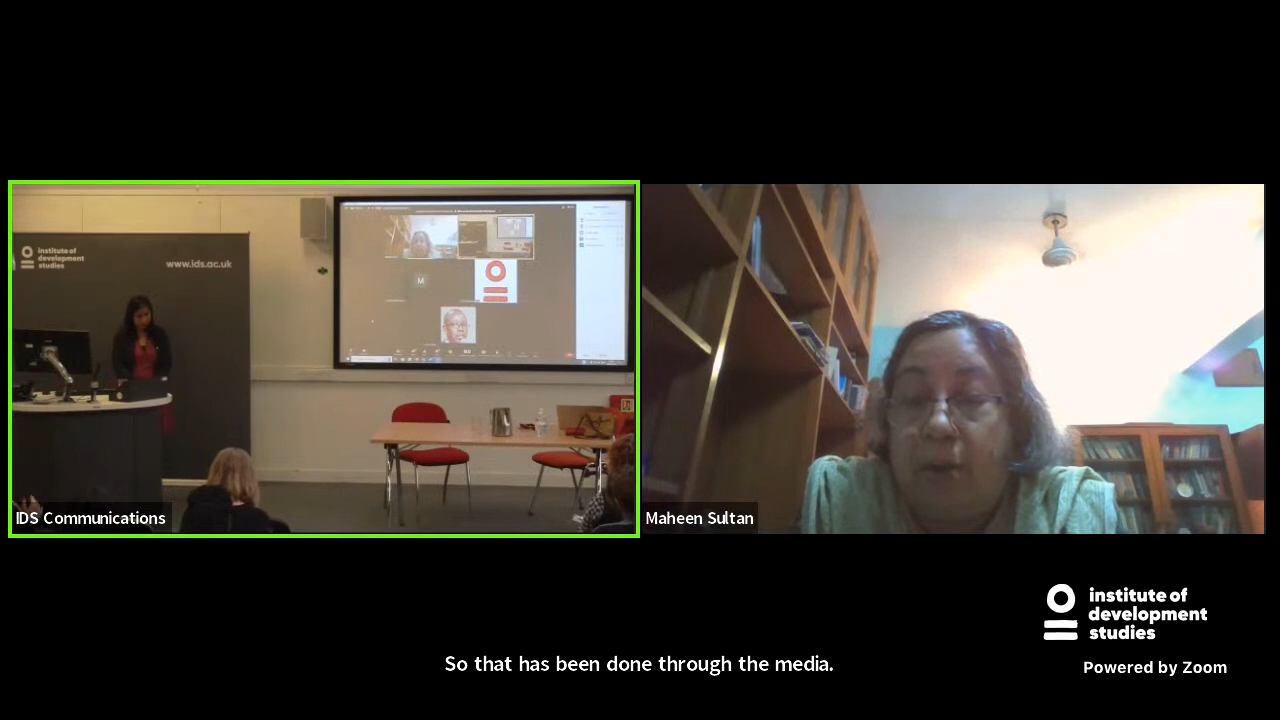 institute of
development
studies
www.ids.ac.uk
M
IDS Communications
Maheen Sultan
So that has been done through the media.
institute of
development
studies
Powered by Zoom